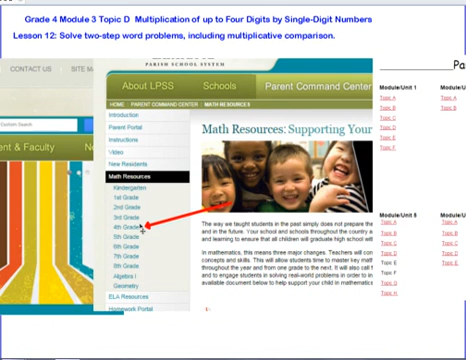 Grade 4 Module 3 Topic D Multiplication of up to Four Digits by Single-Digit Numbers
Lesson 12: Solve two-step word problems, including multiplicative comparison.
CONTACT US
SITE M
Custom Search
nt & Faculty
PARISH SCHOOL SYSTEM
About LPSS
Schools
Parent Command Center
HOME PARENT COMMAND CENTER MATH RESOURCES
Introduction
Parent Portal
Instructions
Video
New Residents
Math Resources
Kindergarten
1st Grade
2nd Grade
3rd Grade
4th Grade
5th Grade
6th Grade
7th Grade
8th Grade
Algebra I
Geometry
ELA Resources
Homework Portal
Math Resources: Supporting Your
The way we taught students in the past simply does not prepare the
and in the future. Your school and schools throughout the country a
and learning to ensure that all children will graduate high school wit
In mathematics, this means three major changes. Teachers will con
concepts and skills. This will allow students time to master key mat
throughout the year and from one grade to the next. It will also call f
and to engage students in solving real-world problems in order to in
available document below to help support your child in mathematics
Pa
Module/Unit 1
Topic A
Topic B
Topic C
Topic D
Topic E
Topic F
Module/U
Topic A
Topic B
Module/Unit 5
Topic A
Topic B
Topic C
Topic D
Topic E
Topic F
Topic G
Topic H
Module/U
Topic A
Topic B
Topic C
Topic D
Topic E